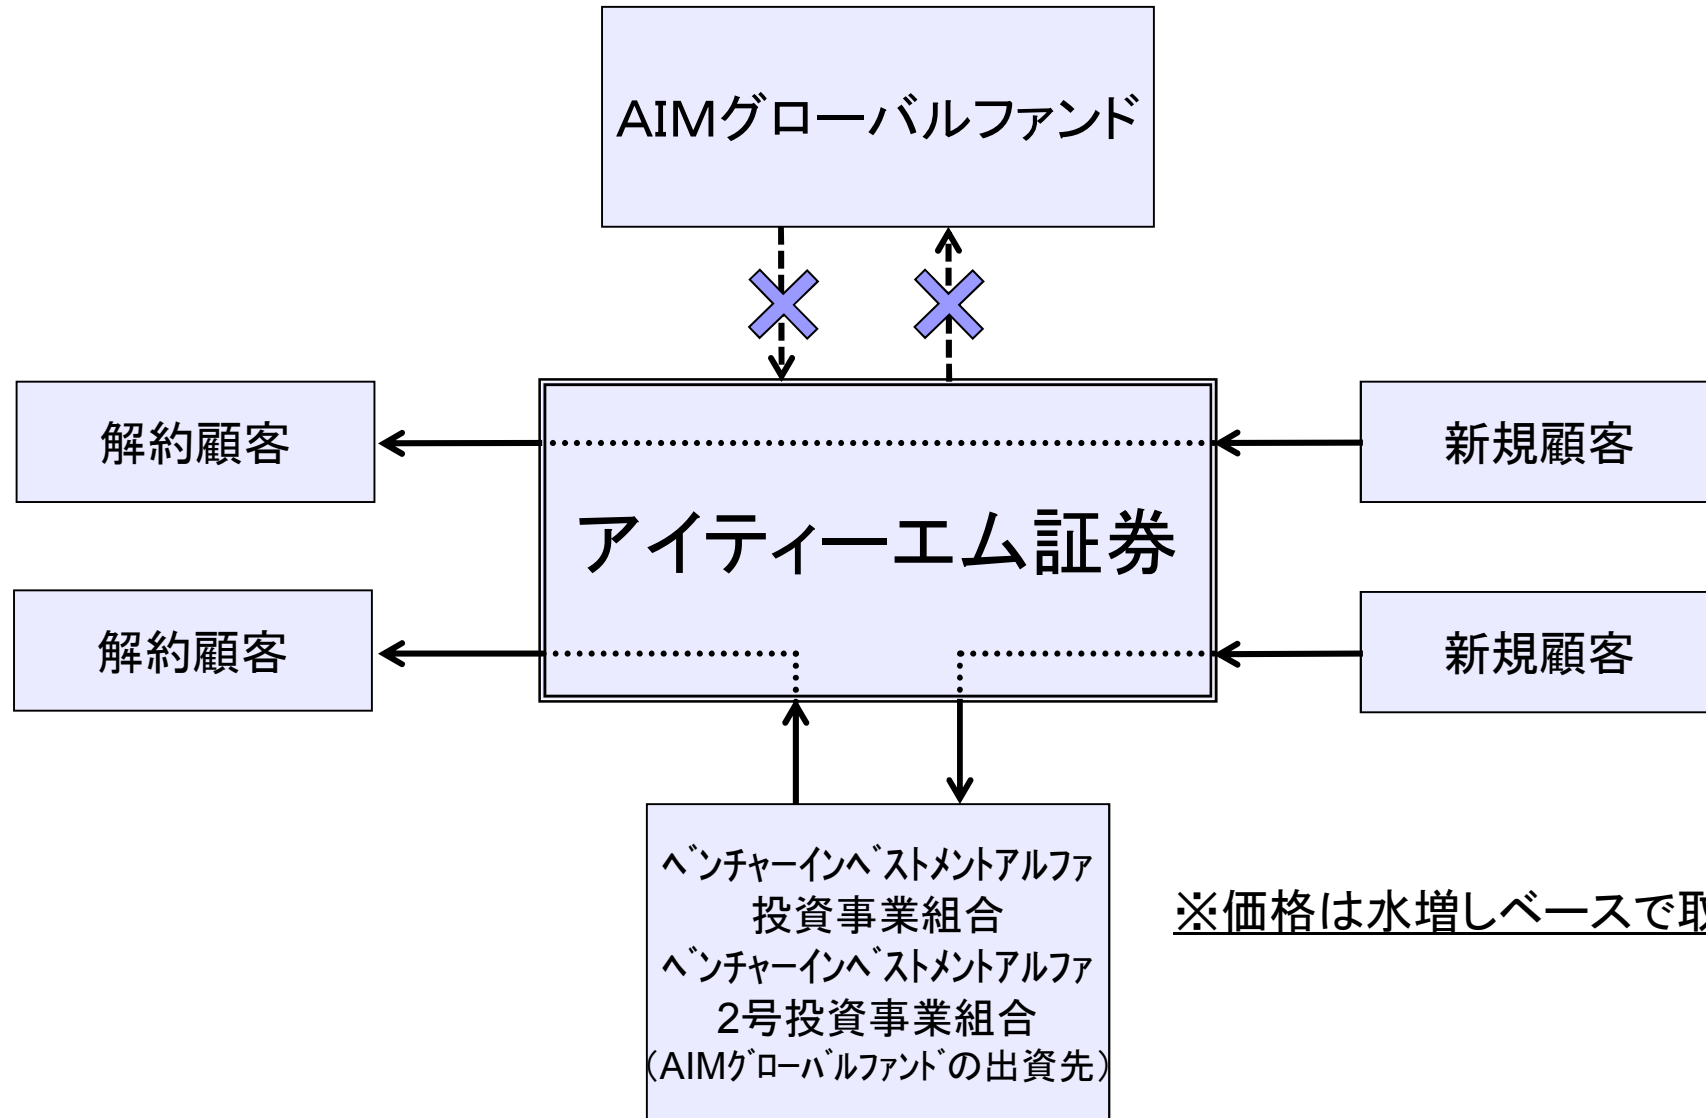 AIMグローバルファンド
解約顧客
新規顧客
アイティーエム証券
解約顧客
新規顧客
ﾍﾞﾝﾁｬｰｲﾝﾍﾞｽﾄﾒﾝﾄｱﾙﾌｧ
投資事業組合
ﾍﾞﾝﾁｬｰｲﾝﾍﾞｽﾄﾒﾝﾄｱﾙﾌｧ
2号投資事業組合
(AIMｸﾞﾛｰﾊﾞﾙﾌｧﾝﾄﾞの出資先)
※価格は水増しベースで取